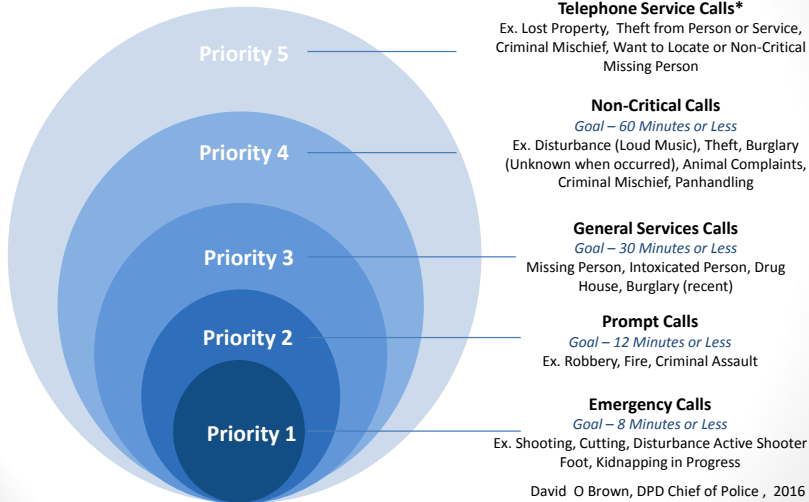 Telephone Service Calls*
Ex. Lost Property,  Theft from Person or Service,
Criminal Mischief, Want to Locate or Non-Critical
Missing Person
Priority 5
Non-Critical Calls
Goal – 60 Minutes or Less
Ex. Disturbance (Loud Music), Theft, Burglary
(Unknown when occurred), Animal Complaints,
Criminal Mischief, Panhandling
Priority 4
General Services Calls
Goal – 30 Minutes or Less
Missing Person, Intoxicated Person, Drug
House, Burglary (recent)
Priority 3
Prompt Calls
Goal – 12 Minutes or Less
Ex. Robbery, Fire, Criminal Assault
Priority 2
Emergency Calls
Goal – 8 Minutes or Less
Ex. Shooting, Cutting, Disturbance Active Shooter
Foot, Kidnapping in Progress
Priority 1
David  O Brown, DPD Chief of Police ,  2016